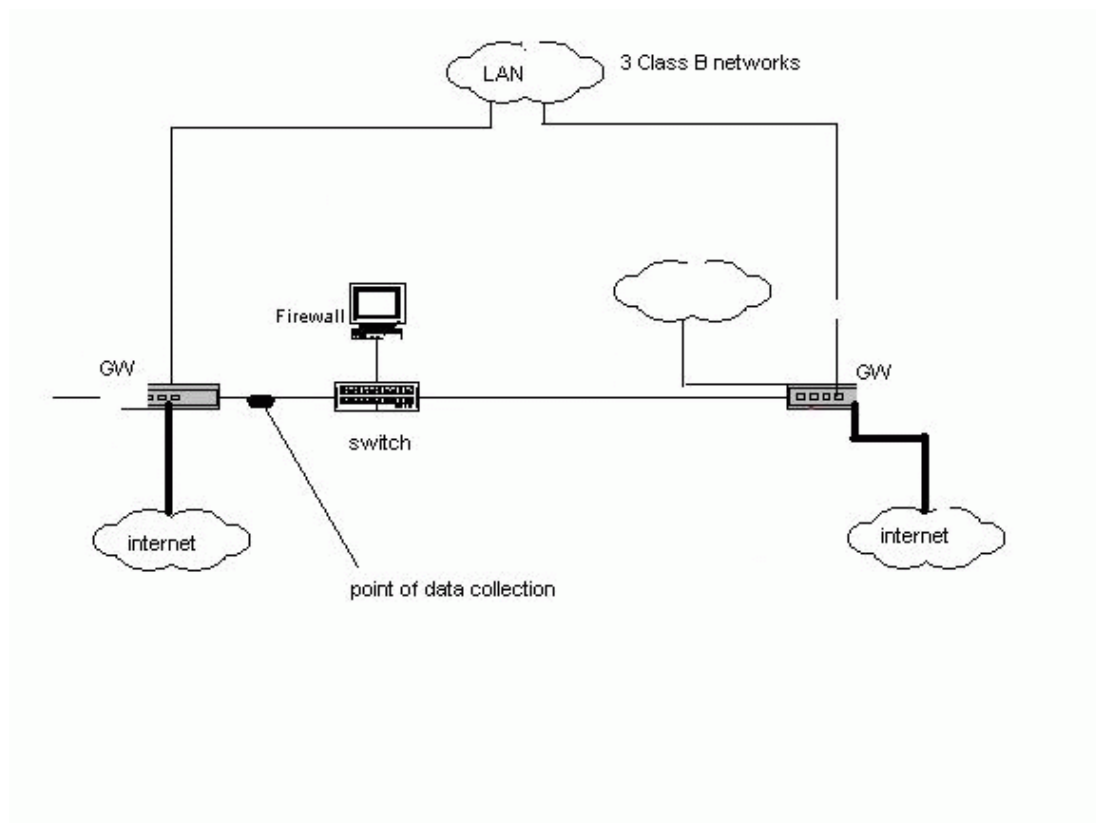 LAN
3 Class B networks
Firewall
GW
GW
switch
internet
internet
point of data collection